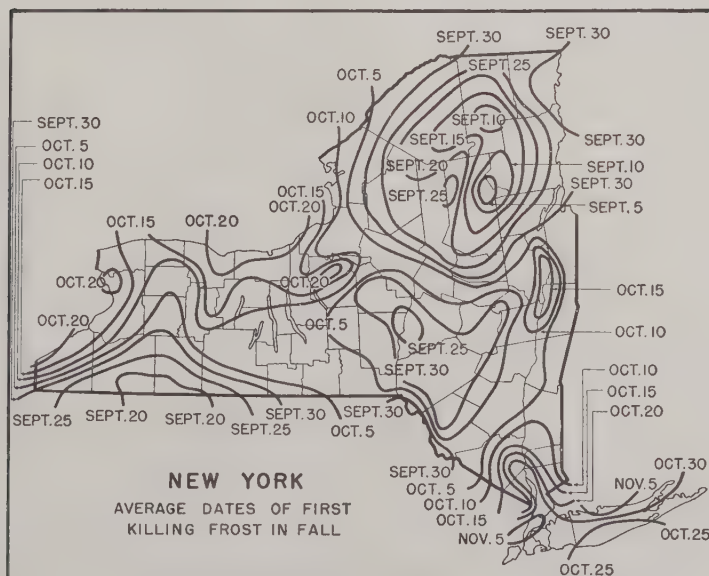 SEPT. 30
SEPT. 30
SEPT. 25
OCT. 5
OCT. 10
SEPT. 30
OCT. 5
OCT. 10
OCT. 15
SEPT. 10
SEPT. 15
SEPT. 30
SEPT. 20
SEPT. 10
SEPT. 25
SEPT. 30
SEPT. 5
OCT. 15
OCT. 20
OCT. 15
OCT. 20
OCT. 20
OCT. 20
OCT. 15
OCT. 20
OCT. 5
OCT. 10
SEPT. 25
SEPT. 30
OCT. 10
OCT. 15
OCT. 20
SEPT. 25
SEPT. 20
SEPT. 20
SEPT. 25
SEPT. 30
OCT. 5
SEPT. 30
SEPT. 30
OCT. 5
OCT. 10
OCT. 15
NOV. 5
NOV. 5
OCT. 30
OCT. 25
OCT. 25
NEW YORK
AVERAGE DATES OF FIRST
KILLING FROST IN FALL